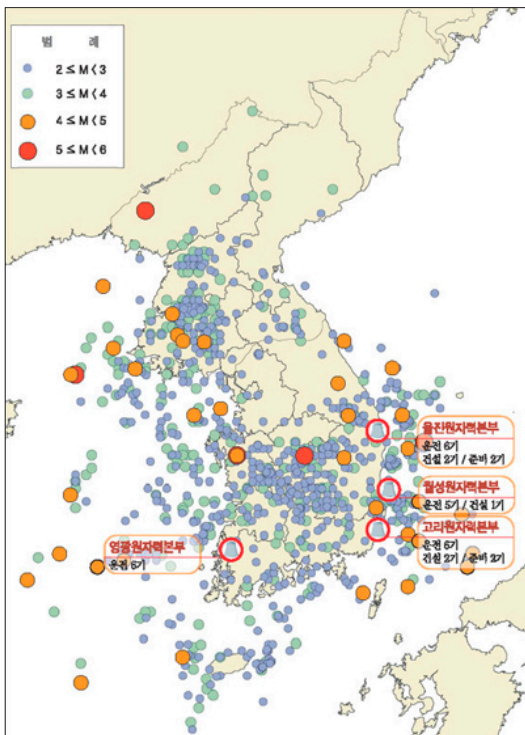 범 례
2 ≤ M < 3
3 ≤ M < 4
4 ≤ M < 5
5 ≤ M < 6
울진원자력본부
운전 6기
건설 2기 / 준비 2기
월성원자력본부
운전 5기 / 건설 1기
고리원자력본부
운전 6기
건설 2기 / 준비 2기
영광원자력본부
운전 6기